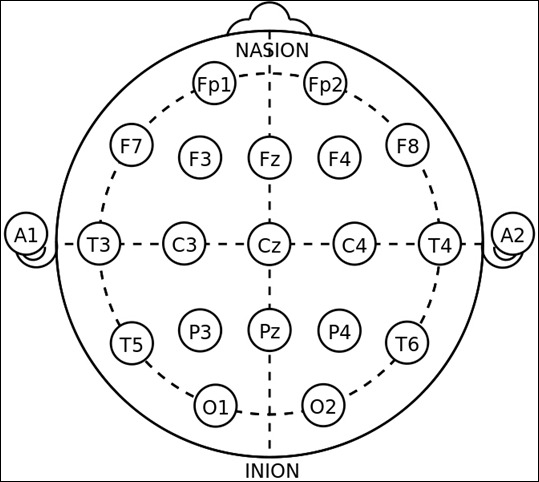 NASION
Fp1 Fp2
F7 F3 Fz F4 F8
A1 T3 C3 Cz C4 T4 A2
T5 P3 Pz P4 T6
O1 O2
INION